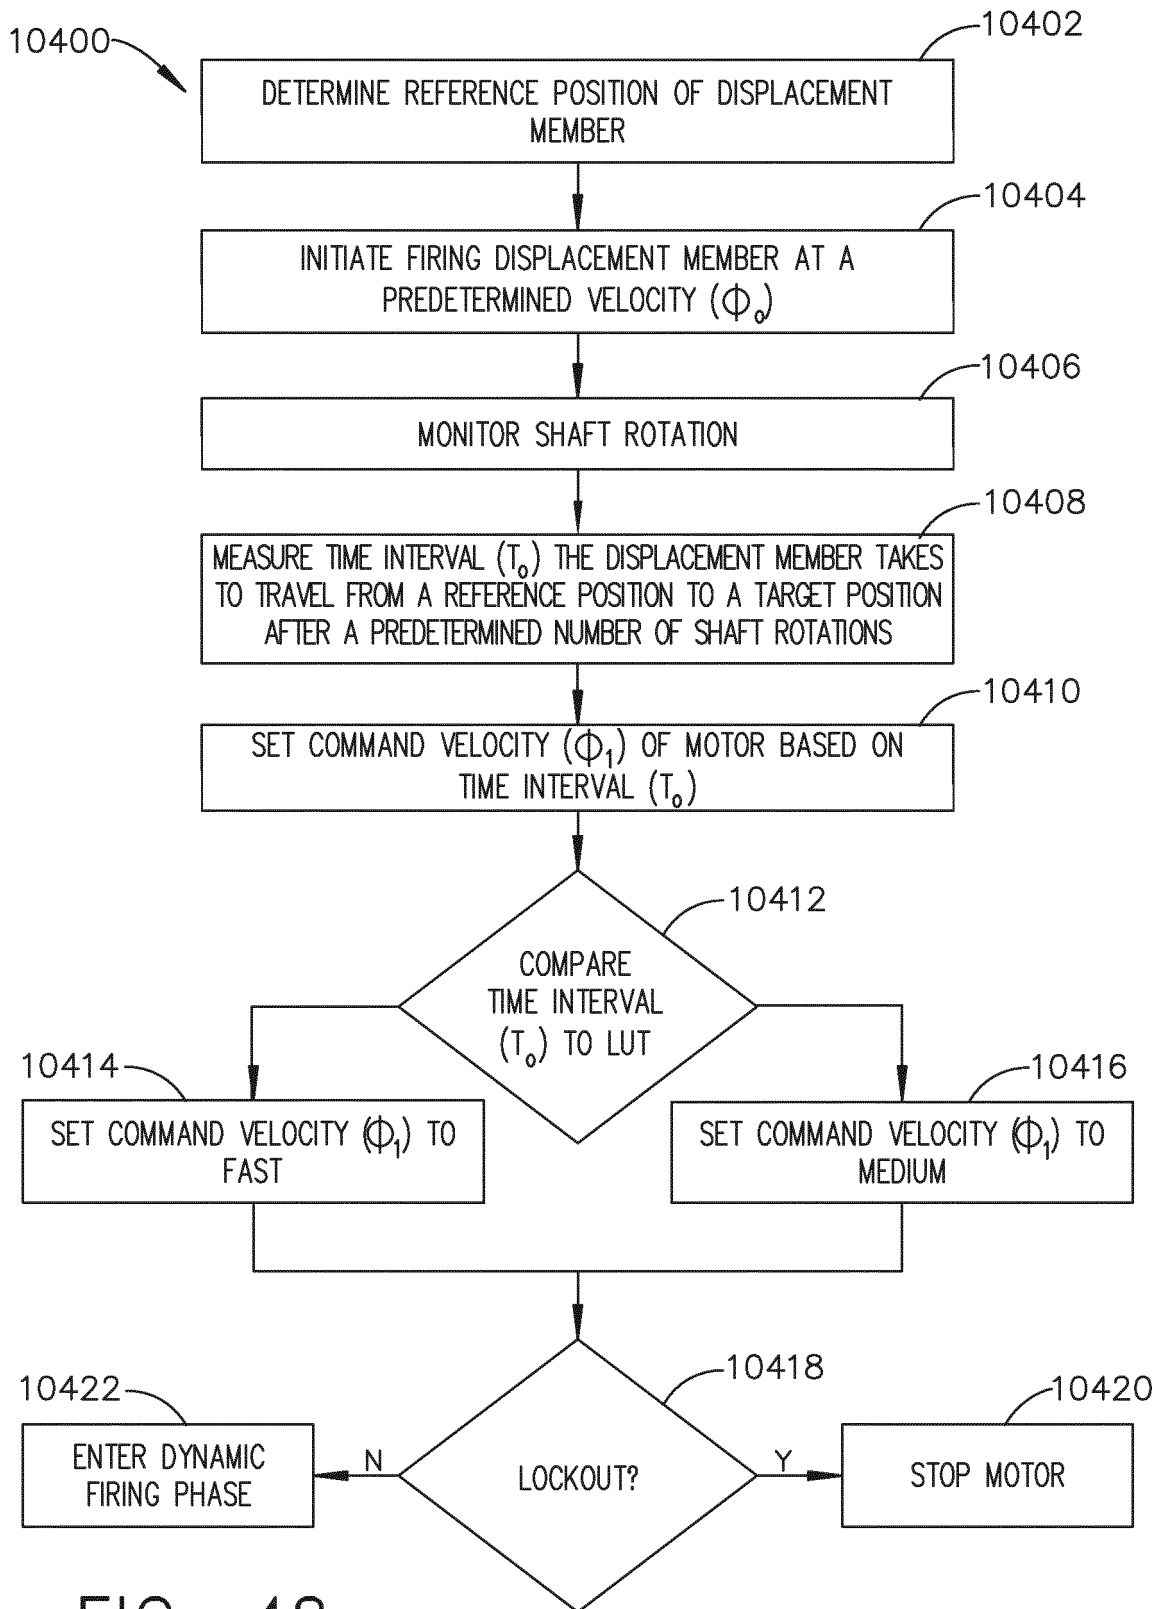 10400
10402
DETERMINE REFERENCE POSITION OF DISPLACEMENT
MEMBER
10404
INITIATE FIRING DISPLACEMENT MEMBER AT A
PREDETERMINED VELOCITY (Φ₀)
10406
MONITOR SHAFT ROTATION
10408
MEASURE TIME INTERVAL (T₀) THE DISPLACEMENT MEMBER TAKES
TO TRAVEL FROM A REFERENCE POSITION TO A TARGET POSITION
AFTER A PREDETERMINED NUMBER OF SHAFT ROTATIONS
10410
SET COMMAND VELOCITY (Φ₁) OF MOTOR BASED ON
TIME INTERVAL (T₀)
10412
COMPARE
TIME INTERVAL
(T₀) TO LUT
10414
SET COMMAND VELOCITY (Φ₁) TO
FAST
10416
SET COMMAND VELOCITY (Φ₁) TO
MEDIUM
10418
LOCKOUT?
N
Y
10422
ENTER DYNAMIC
FIRING PHASE
10420
STOP MOTOR